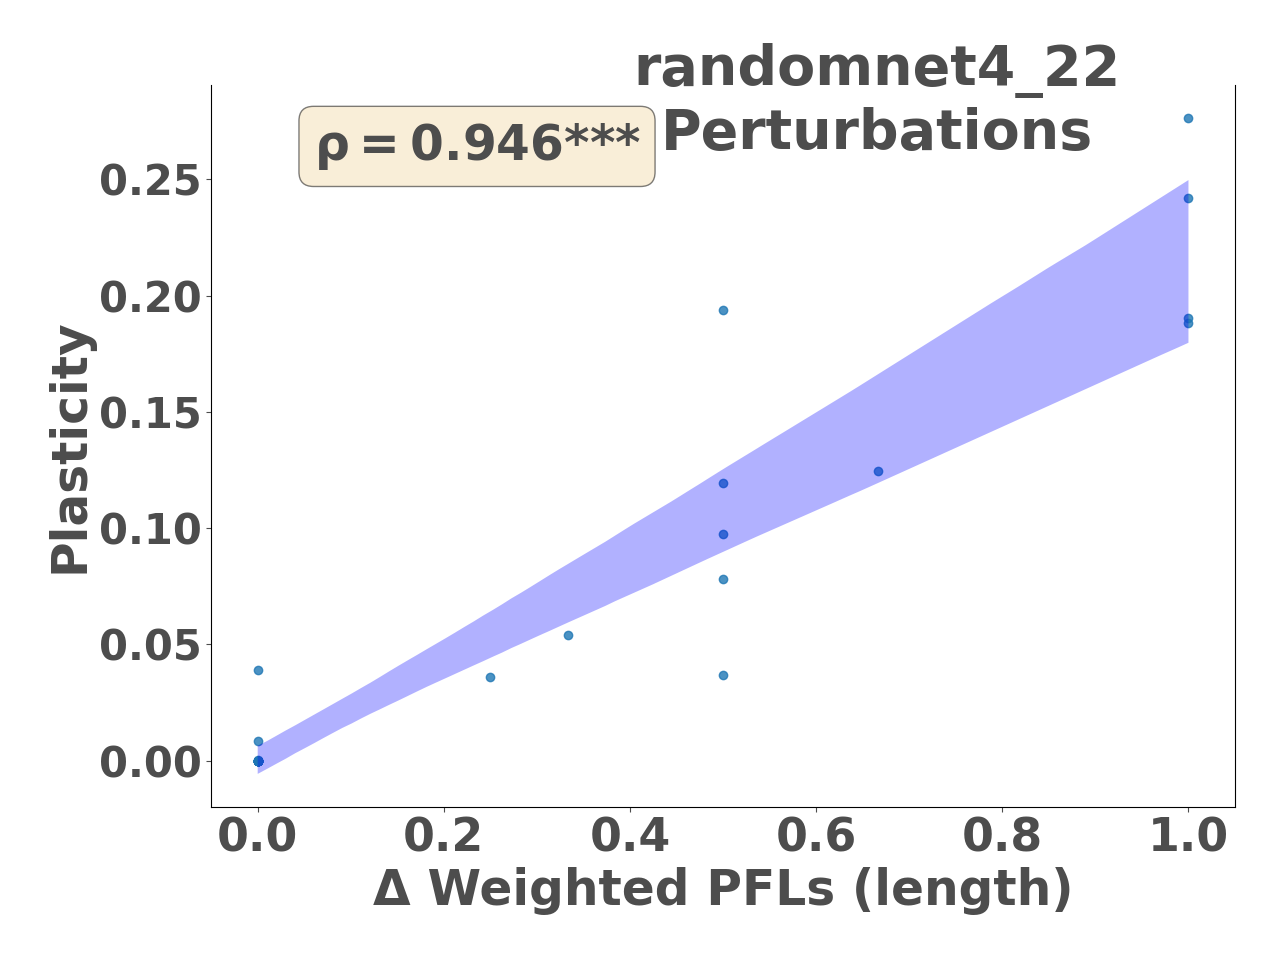 randomnet4_22
Perturbations
ρ = 0.946***
0.25
0.20
0.15
0.10
0.05
0.00
Plasticity
0.0 0.2 0.4 0.6 0.8 1.0
Δ Weighted PFLs (length)